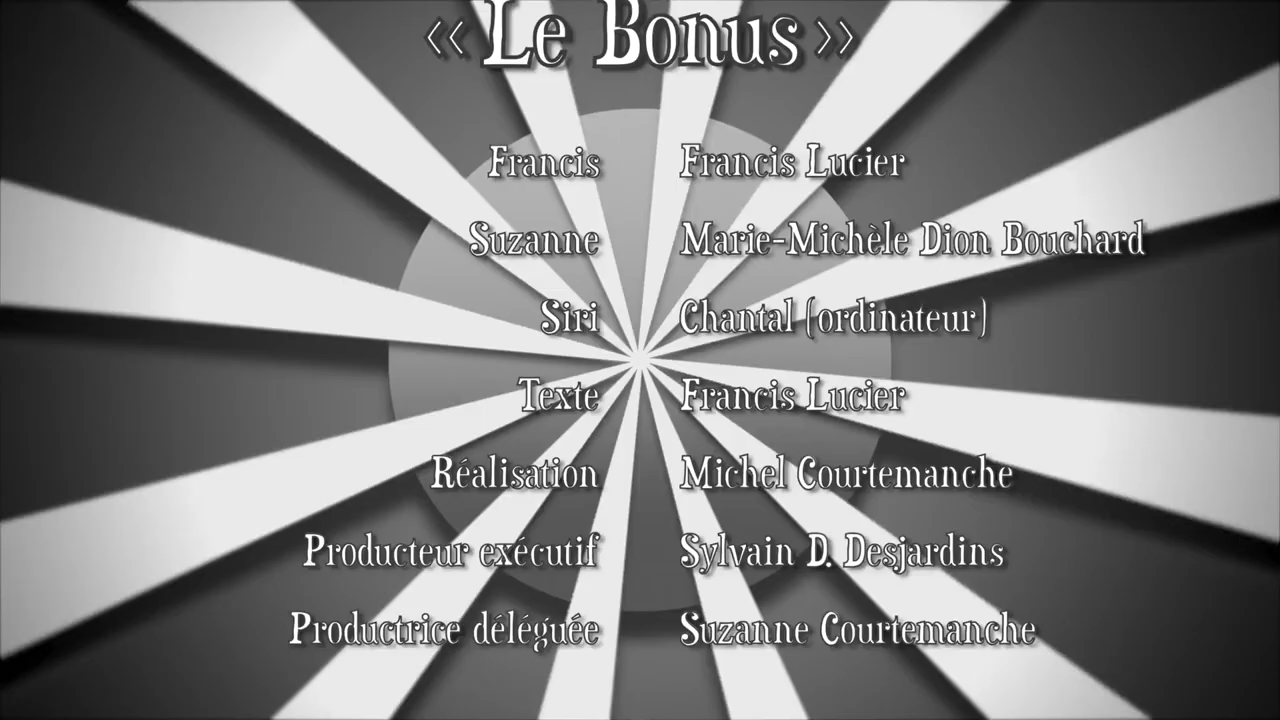 « Le Bonus »
Francis Francis Lucier
Suzanne Marie-Michèle Dion Bouchard
Siri Chantal (ordinateur)
Texte Francis Lucier
Réalisation Michel Courtemanche
Producteur exécutif Sylvain D. Desjardins
Productrice déléguée Suzanne Courtemanche